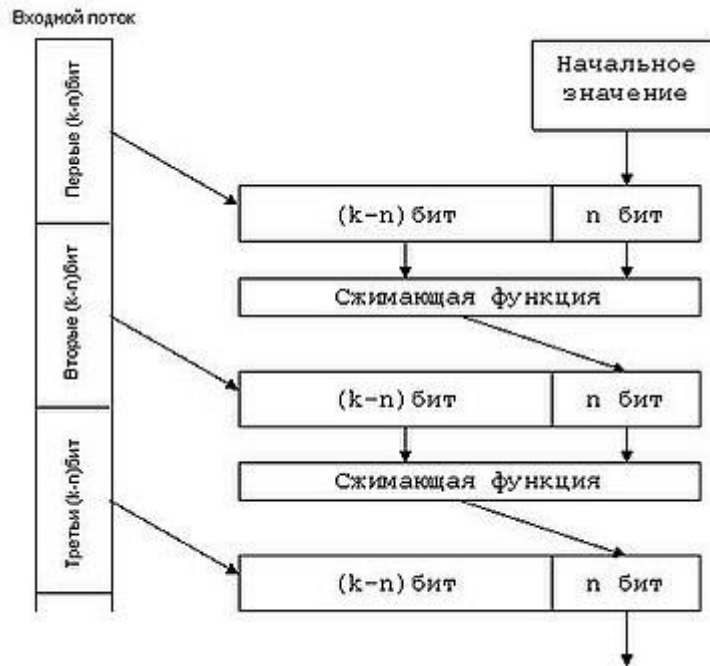 Входной поток
Начальное
значение
Первые (k-n)бит
(k-n)бит
n бит
Сжимающая функция
Вторые (k-n)бит
(k-n)бит
n бит
Сжимающая функция
Третьи (k-n)бит
(k-n)бит
n бит